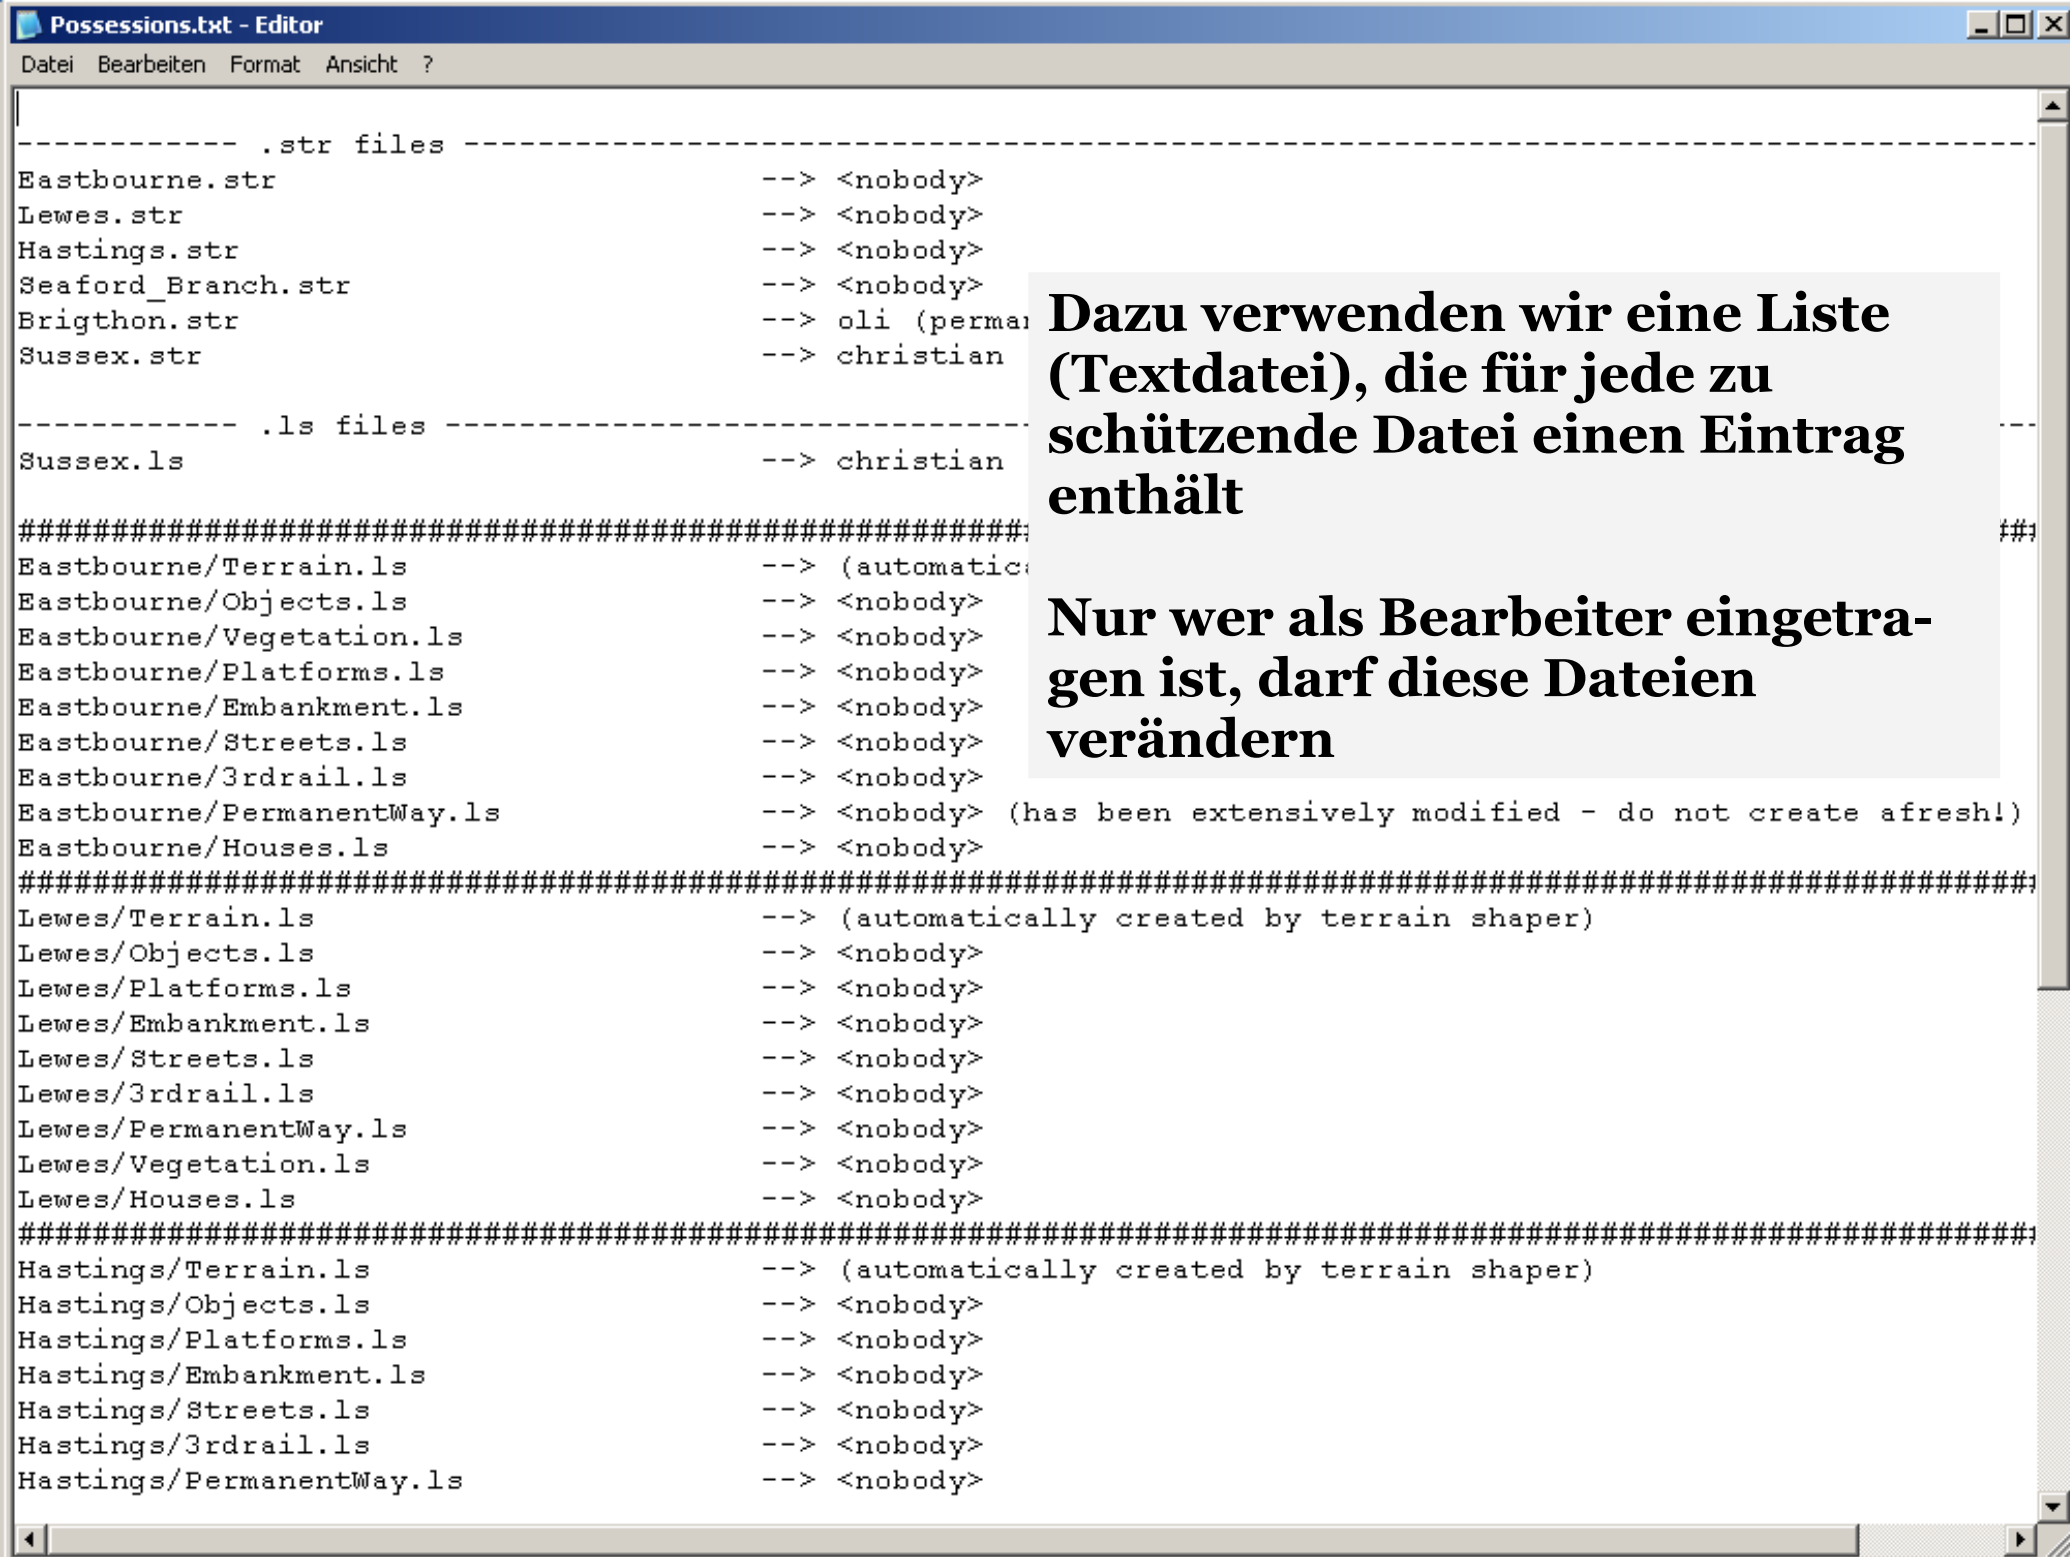 Possessions.txt - Editor
Datei Bearbeiten Format Ansicht ?
------------ .str files ------------------------------------------------------------------------------------
Eastbourne.str --> <nobody>
Lewes.str --> <nobody>
Hastings.str --> <nobody>
Seaford_Branch.str --> <nobody>
Brigthon.str --> oli
Sussex.str --> christian
------------ .ls files --------------------------------
Sussex.ls --> christian
######################################################
Eastbourne/Terrain.ls -->
Eastbourne/Objects.ls --> <nobody>
Eastbourne/Vegetation.ls --> <nobody>
Eastbourne/Platforms.ls --> <nobody>
Eastbourne/Embankment.ls --> <nobody>
Eastbourne/Streets.ls --> <nobody>
Eastbourne/3rdrail.ls --> <nobody>
Eastbourne/PermanentWay.ls --> <nobody> (has been extensively modified - do not create afresh!)
Eastbourne/Houses.ls --> <nobody>
############################################################################################################
Lewes/Terrain.ls --> (automatically created by terrain shaper)
Lewes/Objects.ls --> <nobody>
Lewes/Platforms.ls --> <nobody>
Lewes/Embankment.ls --> <nobody>
Lewes/Streets.ls --> <nobody>
Lewes/3rdrail.ls --> <nobody>
Lewes/PermanentWay.ls --> <nobody>
Lewes/Vegetation.ls --> <nobody>
Lewes/Houses.ls --> <nobody>
############################################################################################################
Hastings/Terrain.ls --> (automatically created by terrain shaper)
Hastings/Objects.ls --> <nobody>
Hastings/Platforms.ls --> <nobody>
Hastings/Embankment.ls --> <nobody>
Hastings/Streets.ls --> <nobody>
Hastings/3rdrail.ls --> <nobody>
Hastings/PermanentWay.ls --> <nobody>
Dazu verwenden wir eine Liste
(Textdatei), die für jede zu
schützende Datei einen Eintrag
enthält
Nur wer als Bearbeiter eingetra-
gen ist, darf diese Dateien
verändern